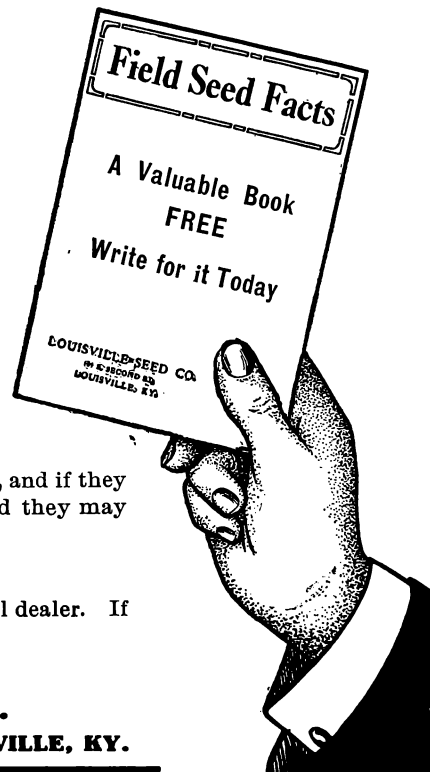 Field Seed Facts
A Valuable Book
FREE
Write for it Today
LOUISVILLE SEED CO.
SECOND
LOUISVILLE, KY.
, and if they
d they may
l dealer. If
.
VILLE, KY.